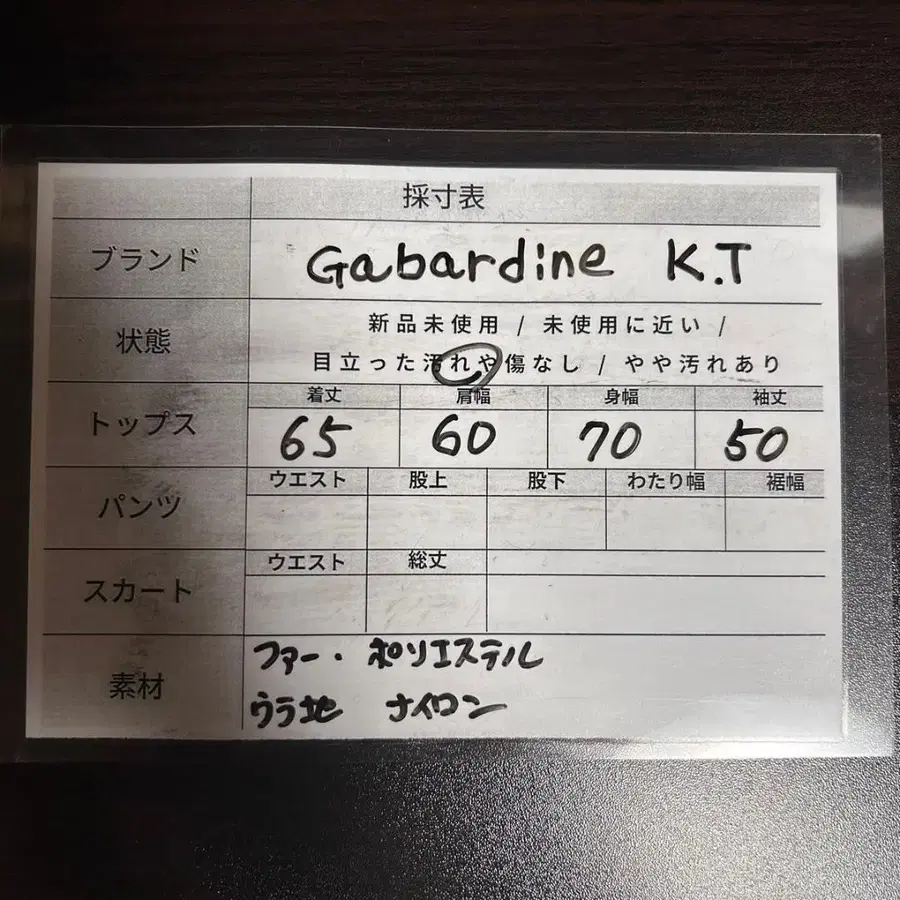 採寸表
ブランド Gabardine K.T
状態 新品未使用 / 未使用に近い /
目立った汚れや傷なし / やや汚れあり
トップス 着丈 肩幅 身幅 袖丈
65 60 70 50
パンツ ウエスト 股上 股下 わたり幅 裾幅
スカート ウエスト 総丈
素材 ファー・ポリエステル
ウラ地 ナイロン